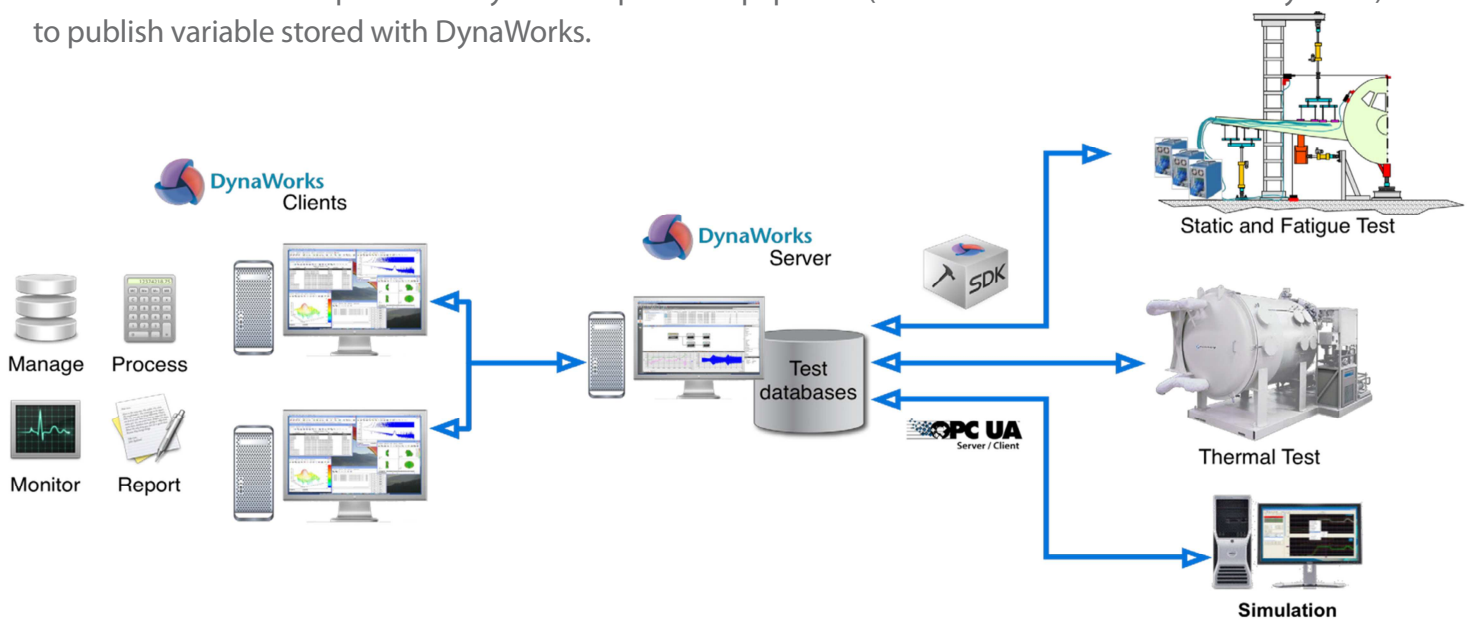 to publish variable stored with DynaWorks.
DynaWorks
Clients
DynaWorks
Server
SDK
Static and Fatigue Test
Manage
Process
Test
databases
Monitor
Report
OPC UA
Server / Client
Thermal Test
Simulation